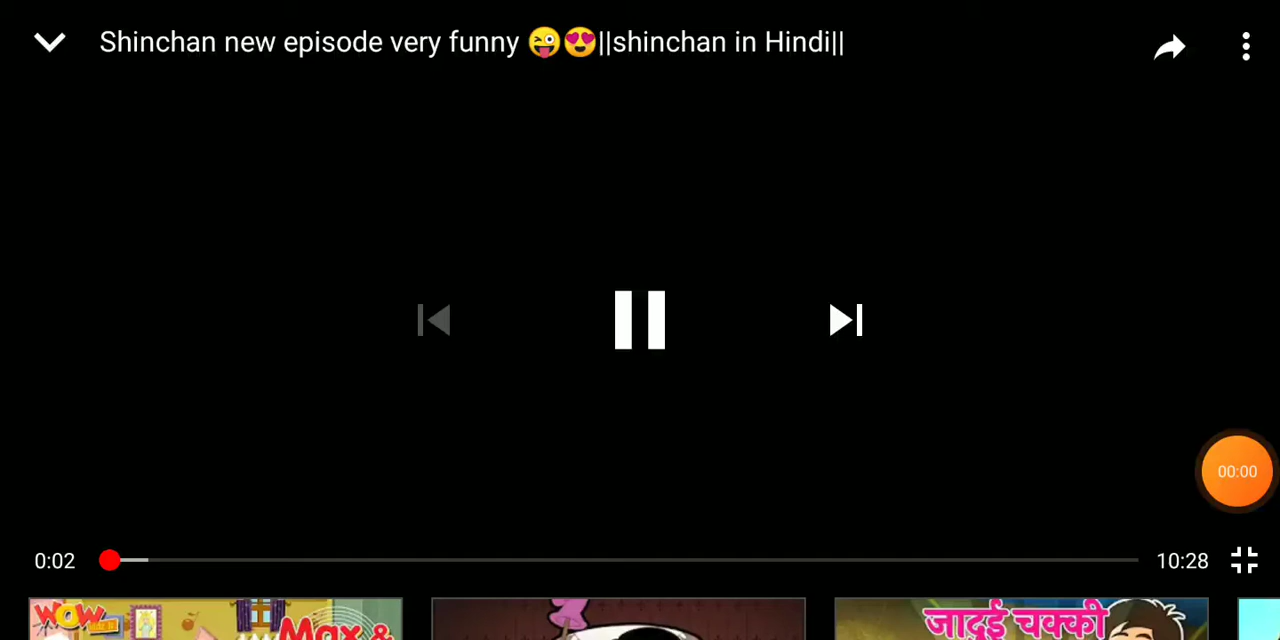 Shinchan new episode very funny 😜😍||shinchan in Hindi||
00:00
0:02
10:28
WOW
Max &
जादुई चक्की